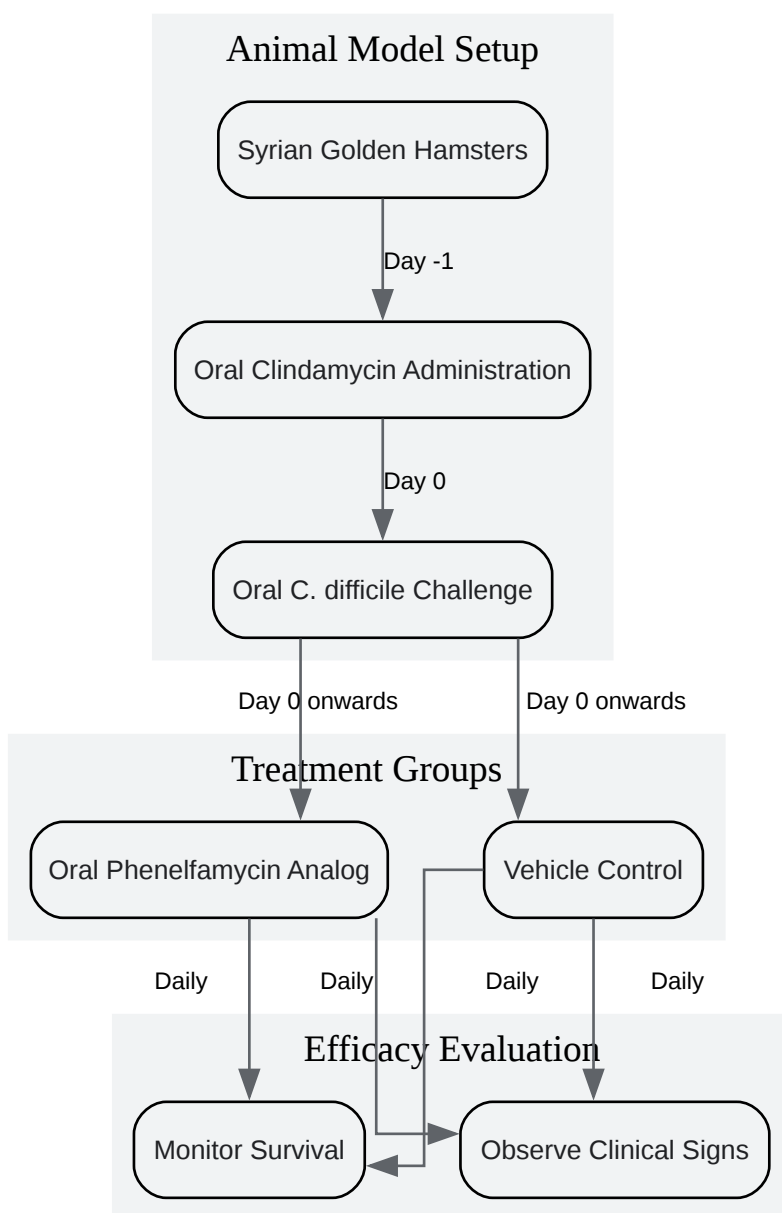 Animal Model Setup
Syrian Golden Hamsters
Day -1
Oral Clindamycin Administration
Day 0
Oral C. difficile Challenge
Day 0 onwards
Day 0 onwards
Treatment Groups
Oral Phenelfamycin Analog
Vehicle Control
Daily
Daily
Daily
Daily
Efficacy Evaluation
Monitor Survival
Observe Clinical Signs